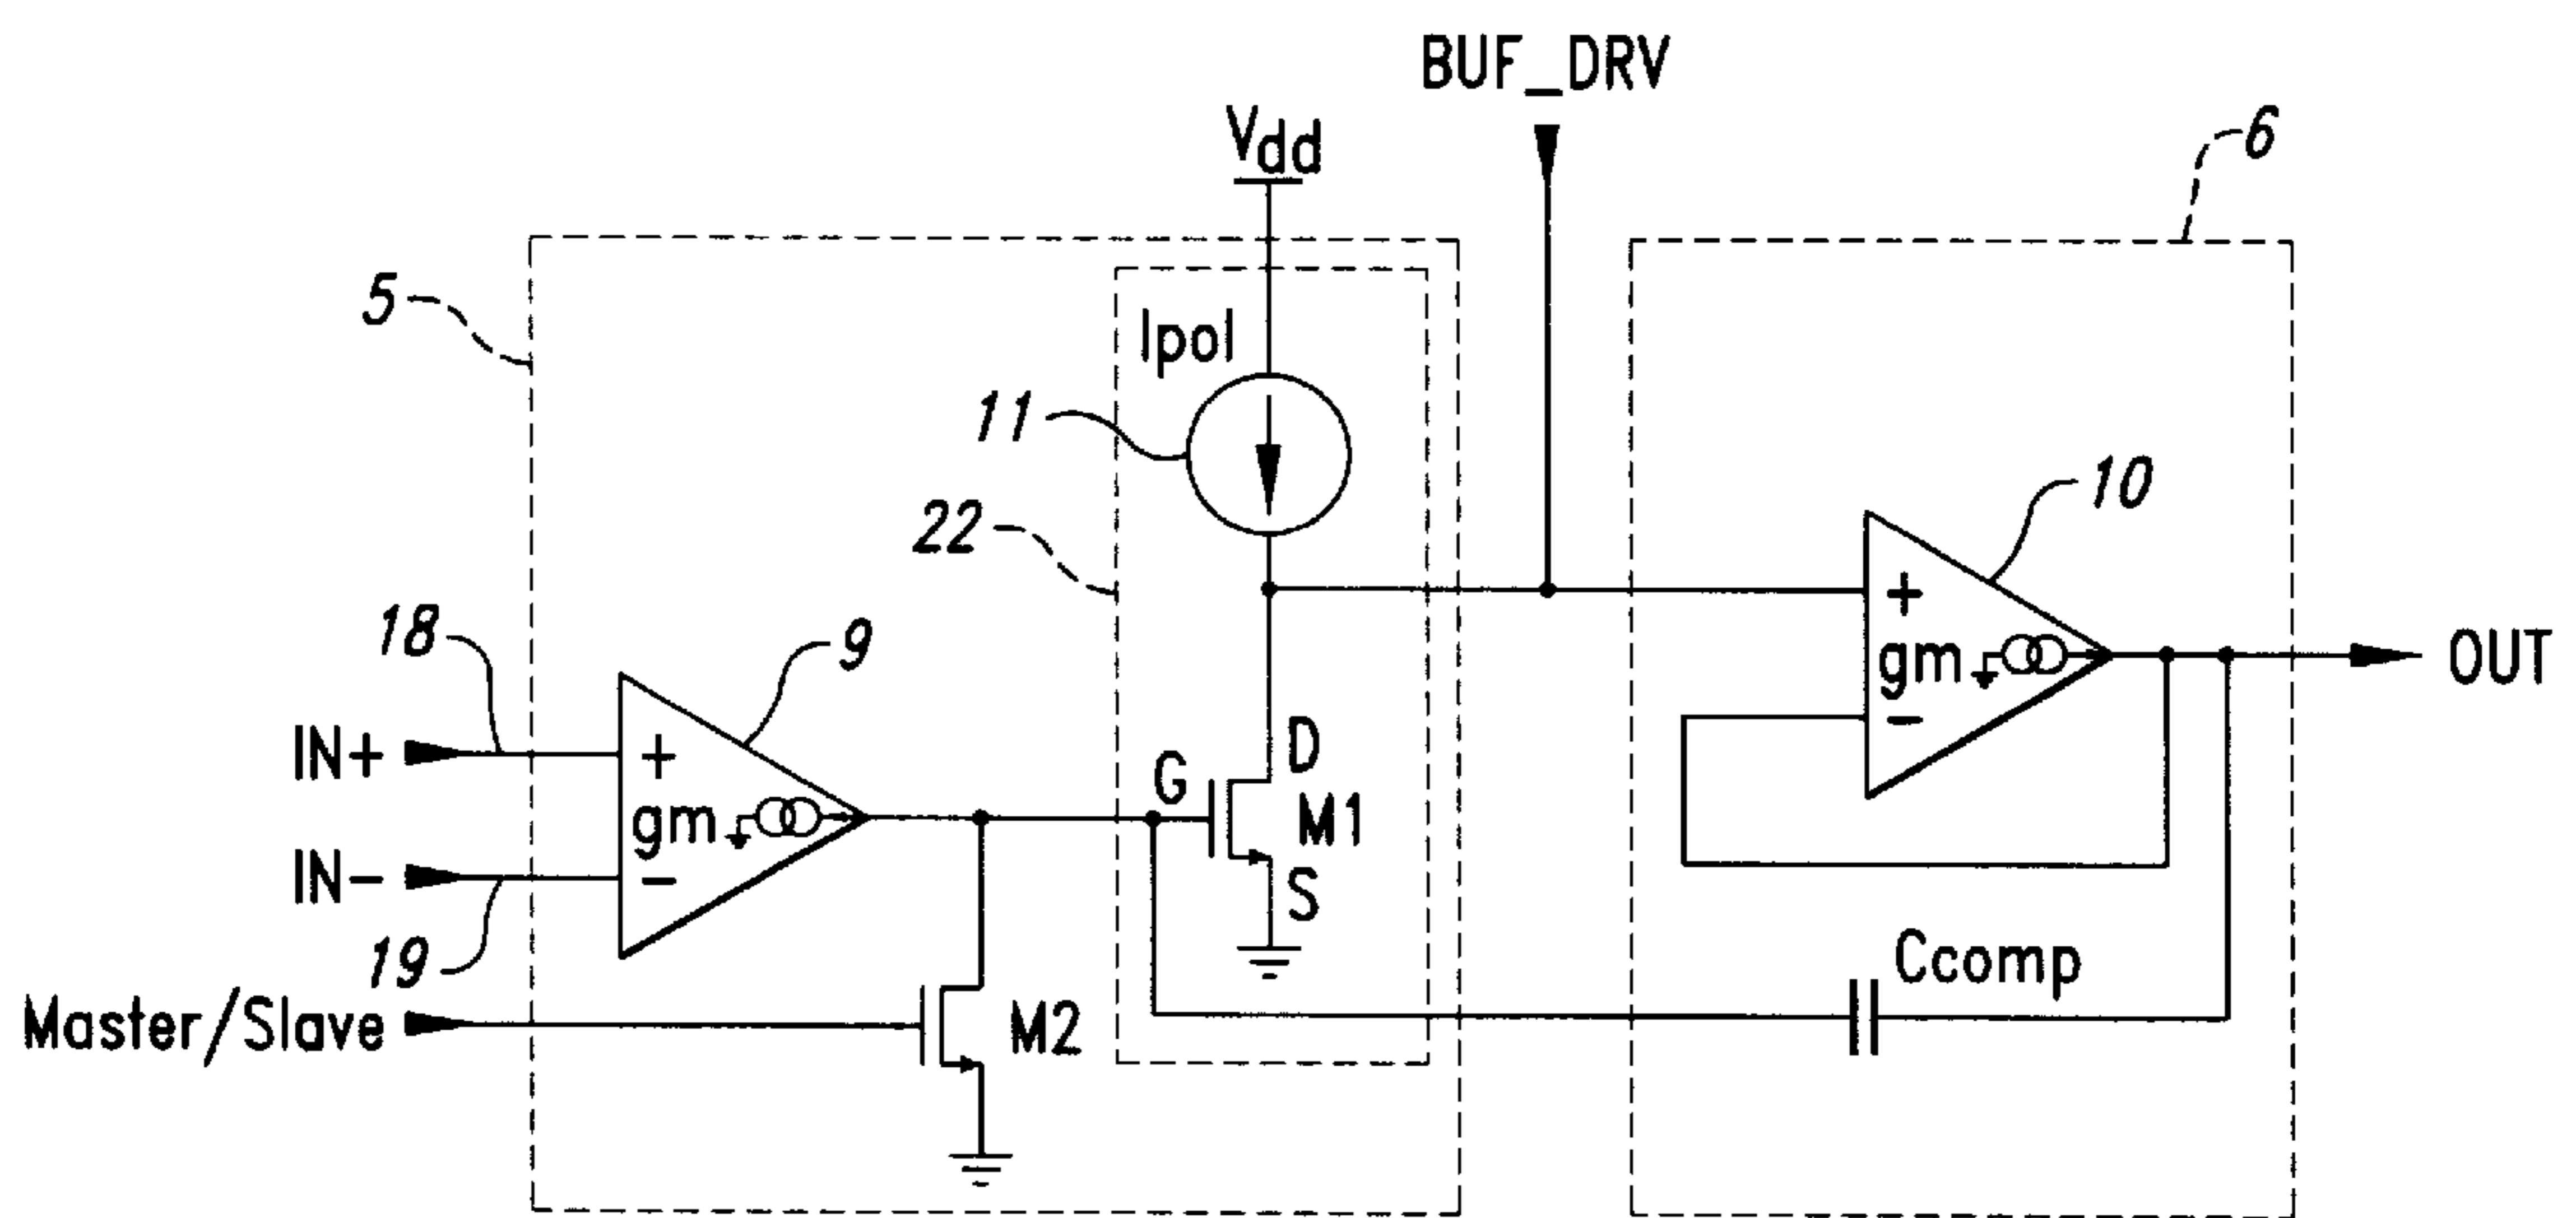 BUF_DRV
Vdd
6
5
Ipol
11
22
10
18
9
+
gm
-
OUT
IN+
+
gm
-
D
G
M1
S
IN-
19
Ccomp
Master/Slave
M2